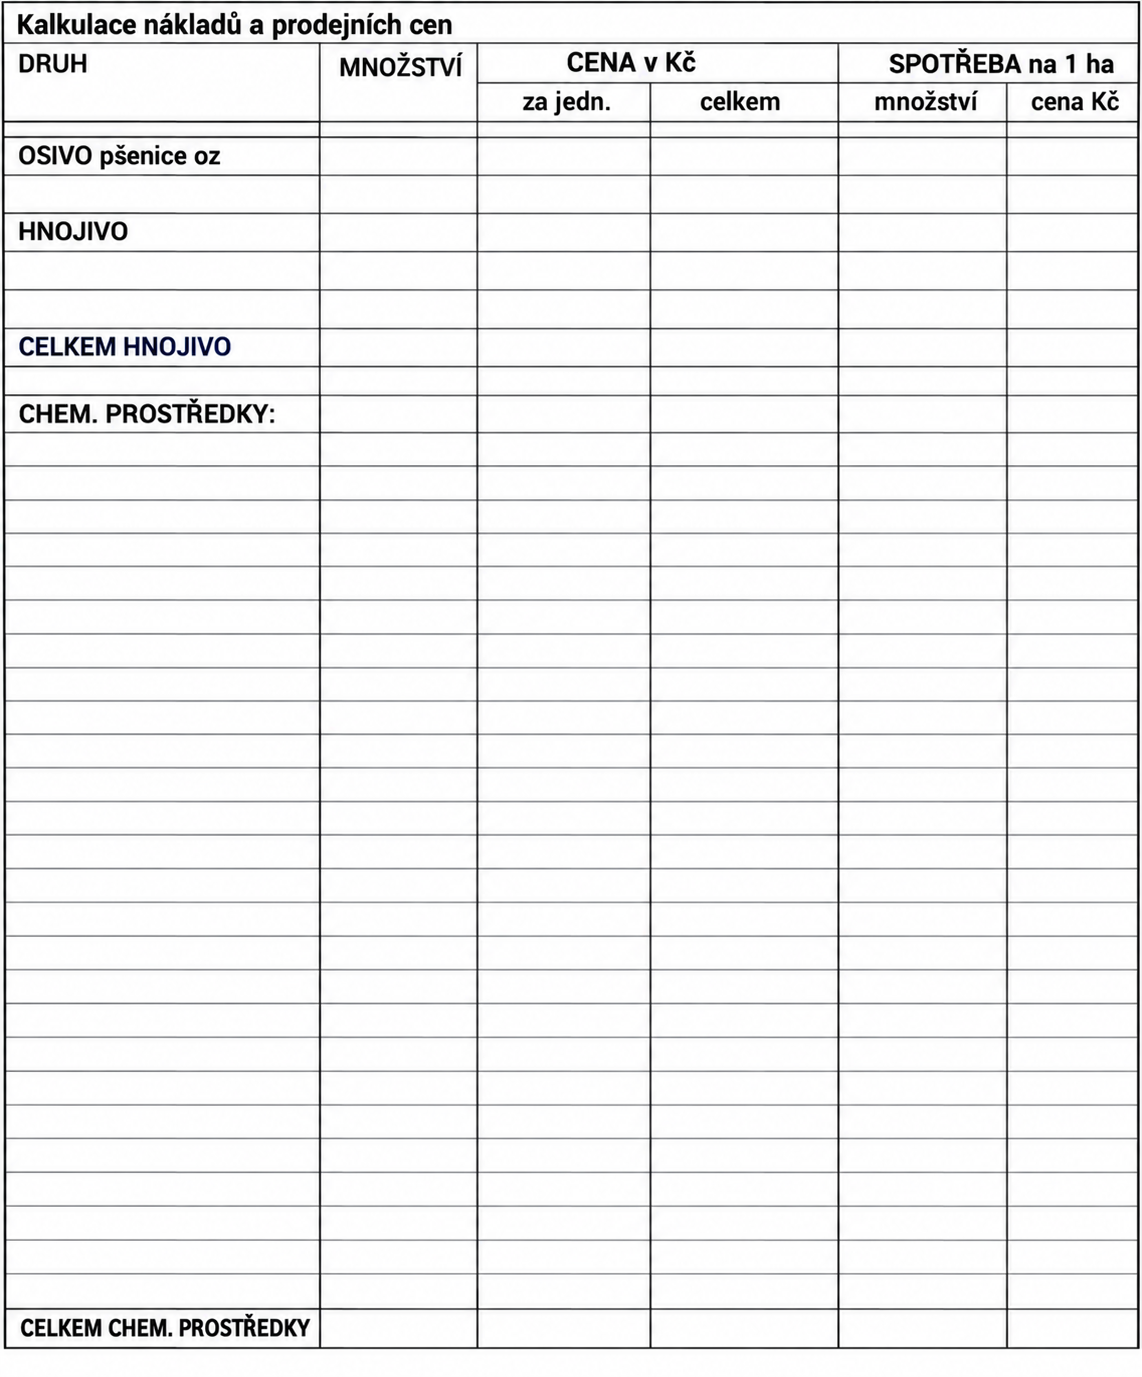 Kalkulace nákladů a prodejních cen
DRUH MNOŽSTVÍ CENA v Kč SPOTŘEBA na 1 ha
za jedn. celkem množství cena Kč
OSIVO pšenice oz
HNOJIVO
CELKEM HNOJIVO
CHEM. PROSTŘEDKY:
CELKEM CHEM. PROSTŘEDKY